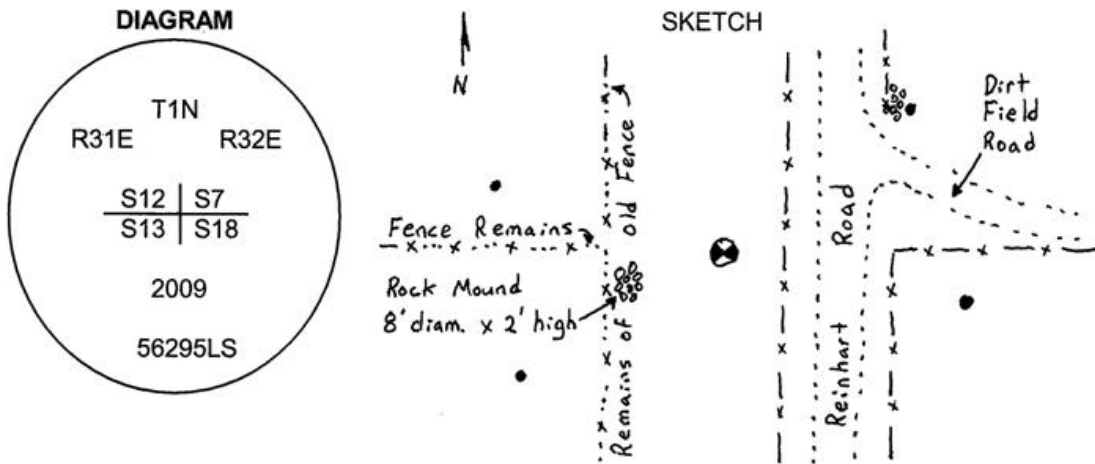 DIAGRAM
T1N
R31E R32E
S12 S7
S13 S18
2009
56295LS
SKETCH
N
Fence Remains
Rock Mound
8' diam. x 2' high
Remains of old Fence
Reinhart Road
Dirt
Field
Road